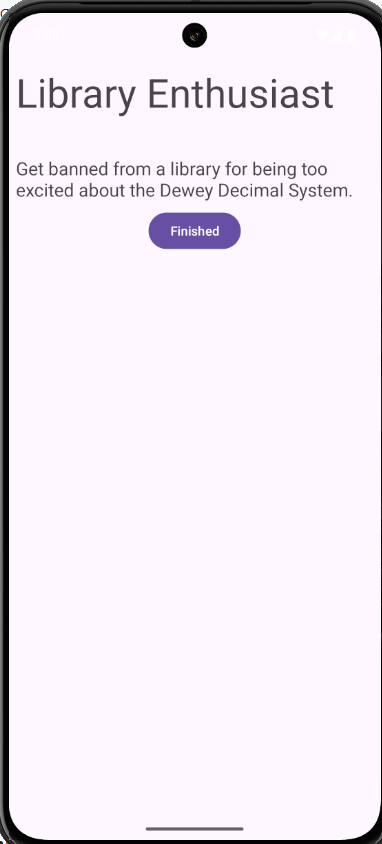 Library Enthusiast
Get banned from a library for being too
excited about the Dewey Decimal System.
Finished